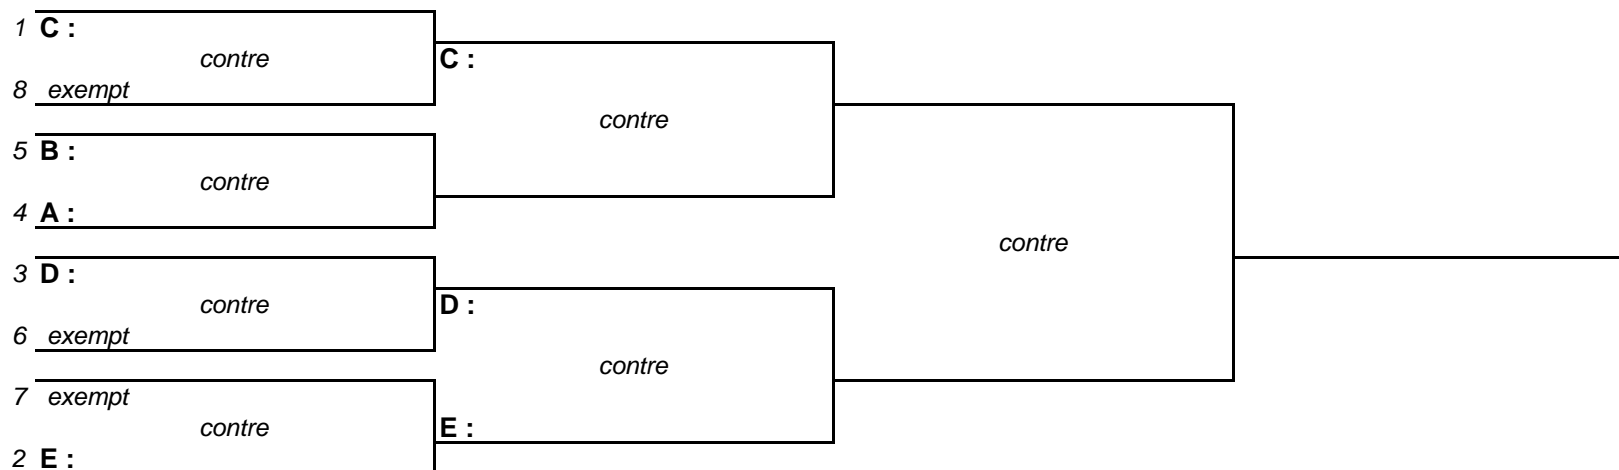 1 C :
contre
C :
8 exempt
contre
5 B :
contre
4 A :
contre
3 D :
contre
D :
6 exempt
contre
7 exempt
contre
E :
2 E :